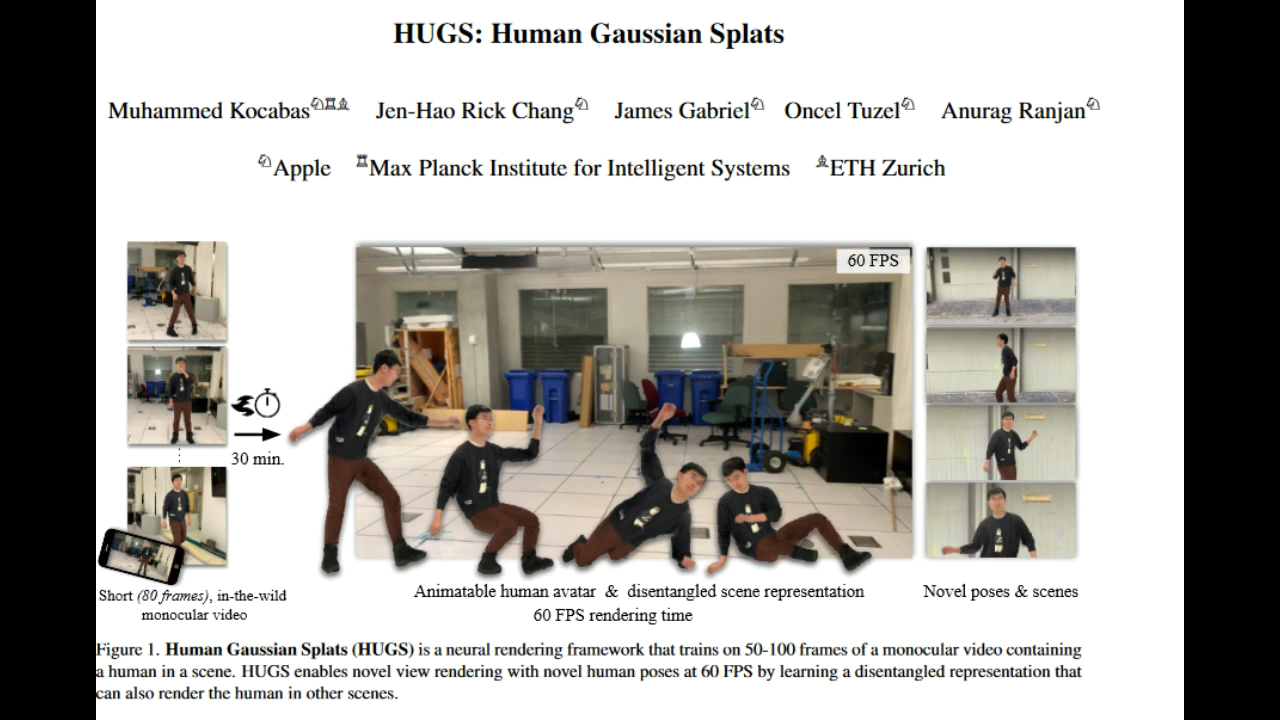 HUGS: Human Gaussian Splats
Muhammed Kocabas♘♖♗ Jen-Hao Rick Chang♘ James Gabriel♘ Oncel Tuzel♘ Anurag Ranjan♘
♘Apple ♖Max Planck Institute for Intelligent Systems ♗ETH Zurich
60 FPS
30 min.
Short (80 frames), in-the-wild
monocular video
Animatable human avatar & disentangled scene representation
60 FPS rendering time
Novel poses & scenes
Figure 1. Human Gaussian Splats (HUGS) is a neural rendering framework that trains on 50-100 frames of a monocular video containing
a human in a scene. HUGS enables novel view rendering with novel human poses at 60 FPS by learning a disentangled representation that
can also render the human in other scenes.